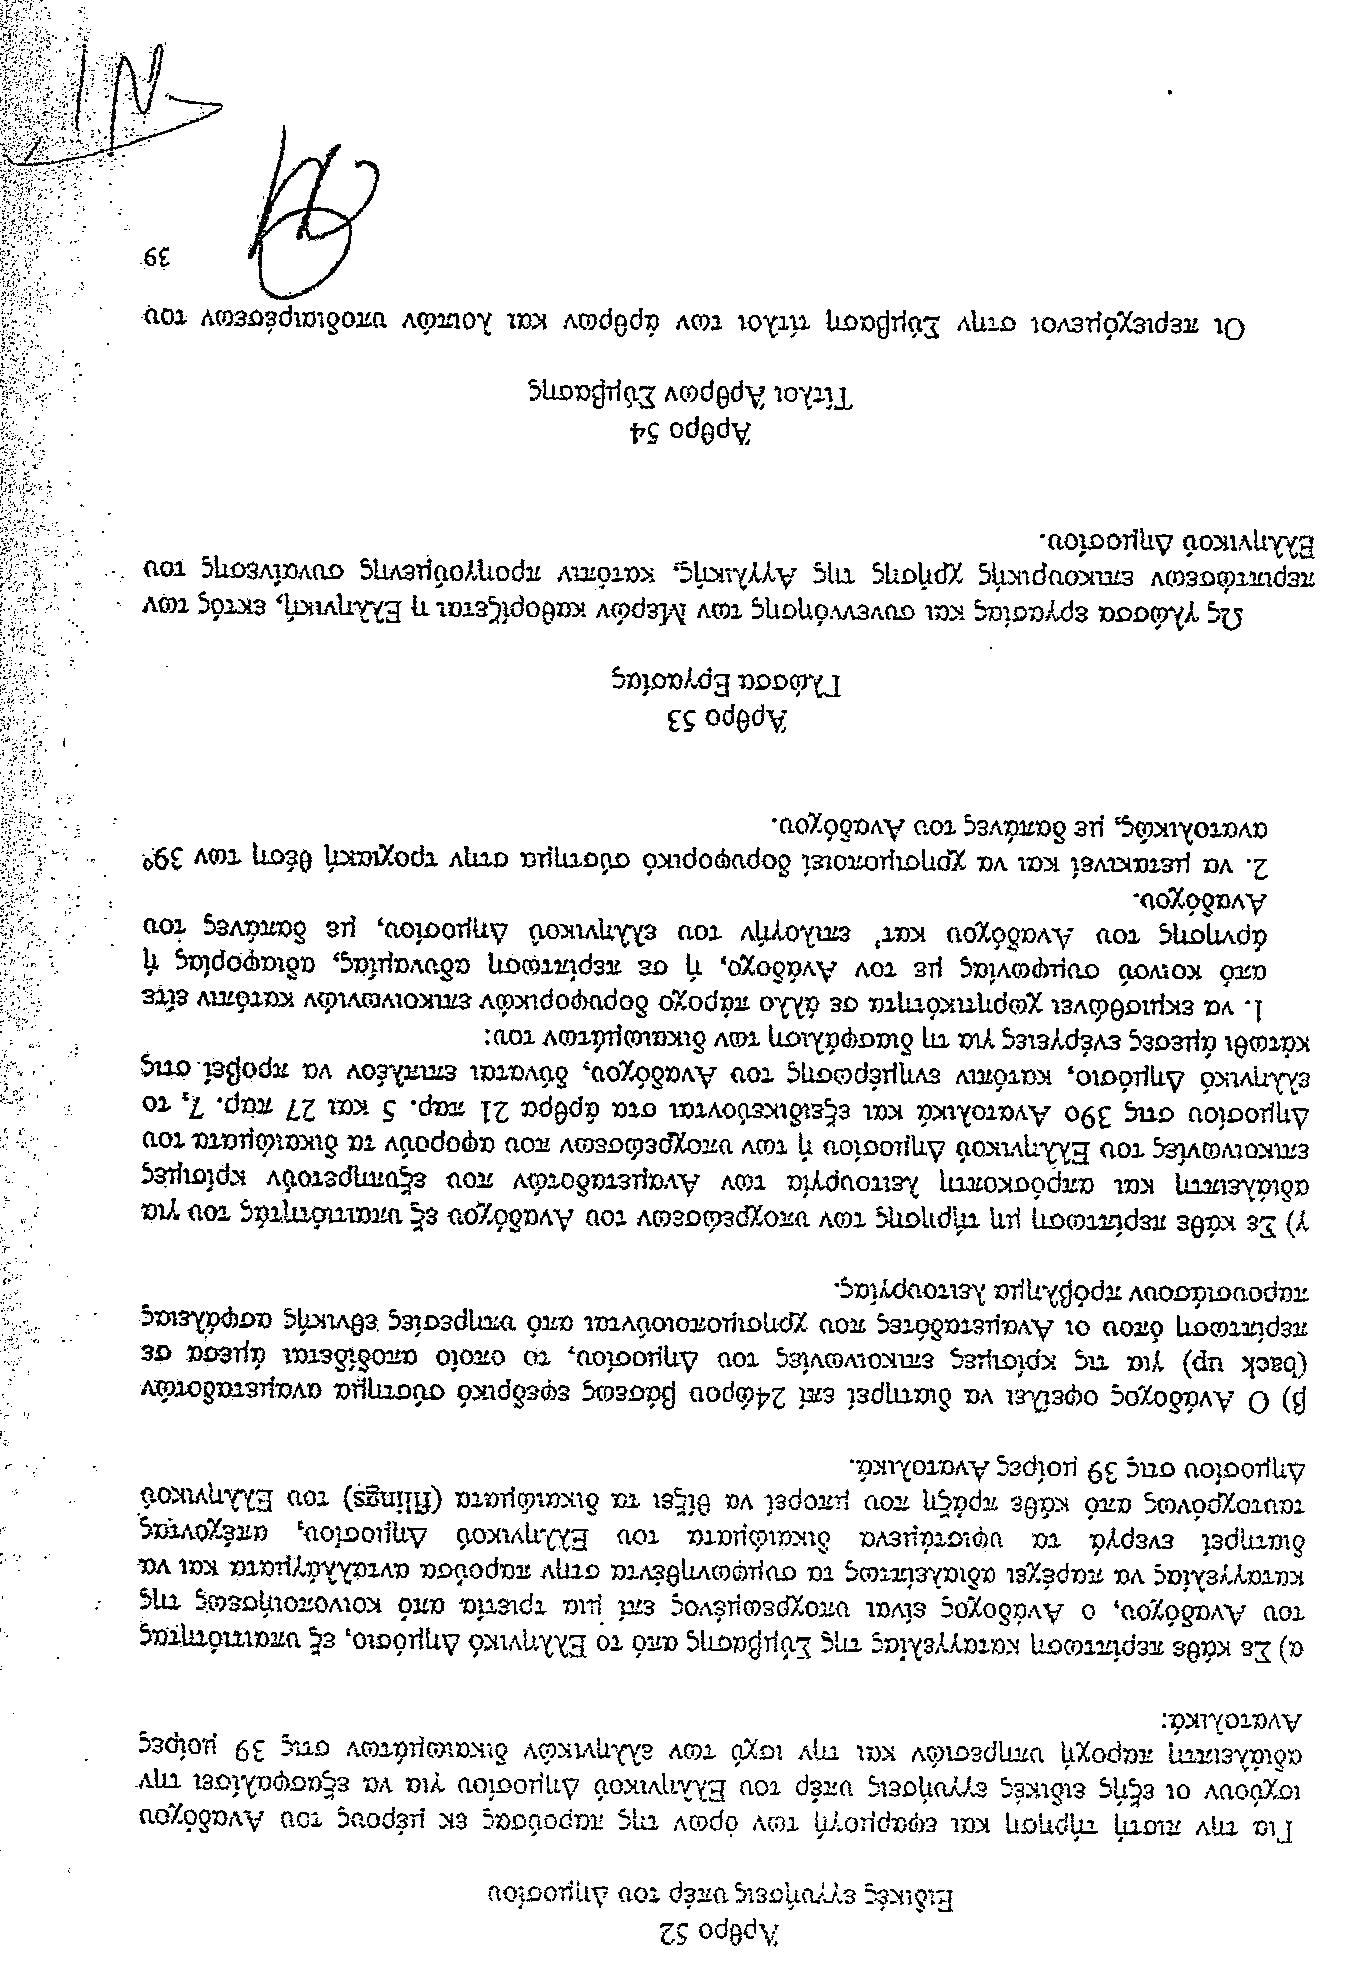 Άρθρο 52
Ειδικές εγγυήσεις υπέρ του Δημοσίου
Για την πιστή τήρηση και εφαρμογή των όρων της παρούσας εκ μέρους του Αναδόχου
ισχύουν οι εξής ειδικές εγγυήσεις υπέρ του Ελληνικού Δημοσίου για να εξασφαλίσει την
αδιάλειπτη παροχή υπηρεσιών και την ισχύ των ελληνικών δικαιωμάτων στις 39 μοίρες
Ανατολικά:
α) Σε κάθε περίπτωση καταγγελίας της Σύμβασης από το Ελληνικό Δημόσιο, εξ υπαιτιότητας
του Αναδόχου, ο Ανάδοχος είναι υποχρεωμένος επί μια τριετία από κοινοποιήσεως της
καταγγελίας να παρέχει αδιαλείπτως τα συμφωνηθέντα στην παρούσα ανταλλάγματα και να
διατηρεί ενεργά τα υφιστάμενα δικαιώματα του Ελληνικού Δημοσίου, απέχοντας
ταυτοχρόνως από κάθε πράξη που μπορεί να θίξει τα δικαιώματα (filings) του Ελληνικού
Δημοσίου στις 39 μοίρες Ανατολικά.
β) Ο Ανάδοχος οφείλει να διατηρεί επί 24ώρου βάσεως εφεδρικό σύστημα αναμεταδοτών
(back up) για τις κρίσιμες επικοινωνίες του Δημοσίου, το οποίο αποδίδεται άμεσα σε
περίπτωση όπου οι Αναμεταδότες που χρησιμοποιούνται από υπηρεσίες εθνικής ασφάλειας
παρουσιάσουν πρόβλημα λειτουργίας.
γ) Σε κάθε περίπτωση μη τήρησης των υποχρεώσεων του Αναδόχου εξ υπαιτιότητάς του για
αδιάλειπτη και απρόσκοπτη λειτουργία των Αναμεταδοτών που εξυπηρετούν κρίσιμες
επικοινωνίες του Ελληνικού Δημοσίου ή των υποχρεώσεων που αφορούν τα δικαιώματα του
Δημοσίου στις 39ο Ανατολικά και εξειδικεύονται στα άρθρα 21 παρ. 5 και 27 παρ. 7, το
ελληνικό Δημόσιο, κατόπιν ενημέρωσης του Αναδόχου, δύναται επιπλέον να προβεί στις
κάτωθι άμεσες ενέργειες για τη διασφάλιση των δικαιωμάτων του:
1. να εκμισθώνει χωρητικότητα σε άλλο πάροχο δορυφορικών επικοινωνιών κατόπιν είτε
από κοινού συμφωνίας με τον Ανάδοχο, ή σε περίπτωση αδυναμίας, αδιαφορίας ή
άρνησης του Αναδόχου κατ' επιλογήν του ελληνικού Δημοσίου, με δαπάνες του
Αναδόχου.
2. να μετακινεί και να χρησιμοποιεί δορυφορικό σύστημα στην τροχιακή θέση των 39º
ανατολικώς, με δαπάνες του Αναδόχου.
Άρθρο 53
Γλώσσα Εργασίας
Ως γλώσσα εργασίας και συνεννόησης των Μερών καθορίζεται η Ελληνική, εκτός των
περιπτώσεων επικουρικής χρήσης της Αγγλικής, κατόπιν προηγούμενης συναίνεσης του
Ελληνικού Δημοσίου.
Άρθρο 54
Τίτλοι Άρθρων Σύμβασης
Οι περιεχόμενοι στην Σύμβαση τίτλοι των άρθρων και λοιπών υποδιαιρέσεων του
39